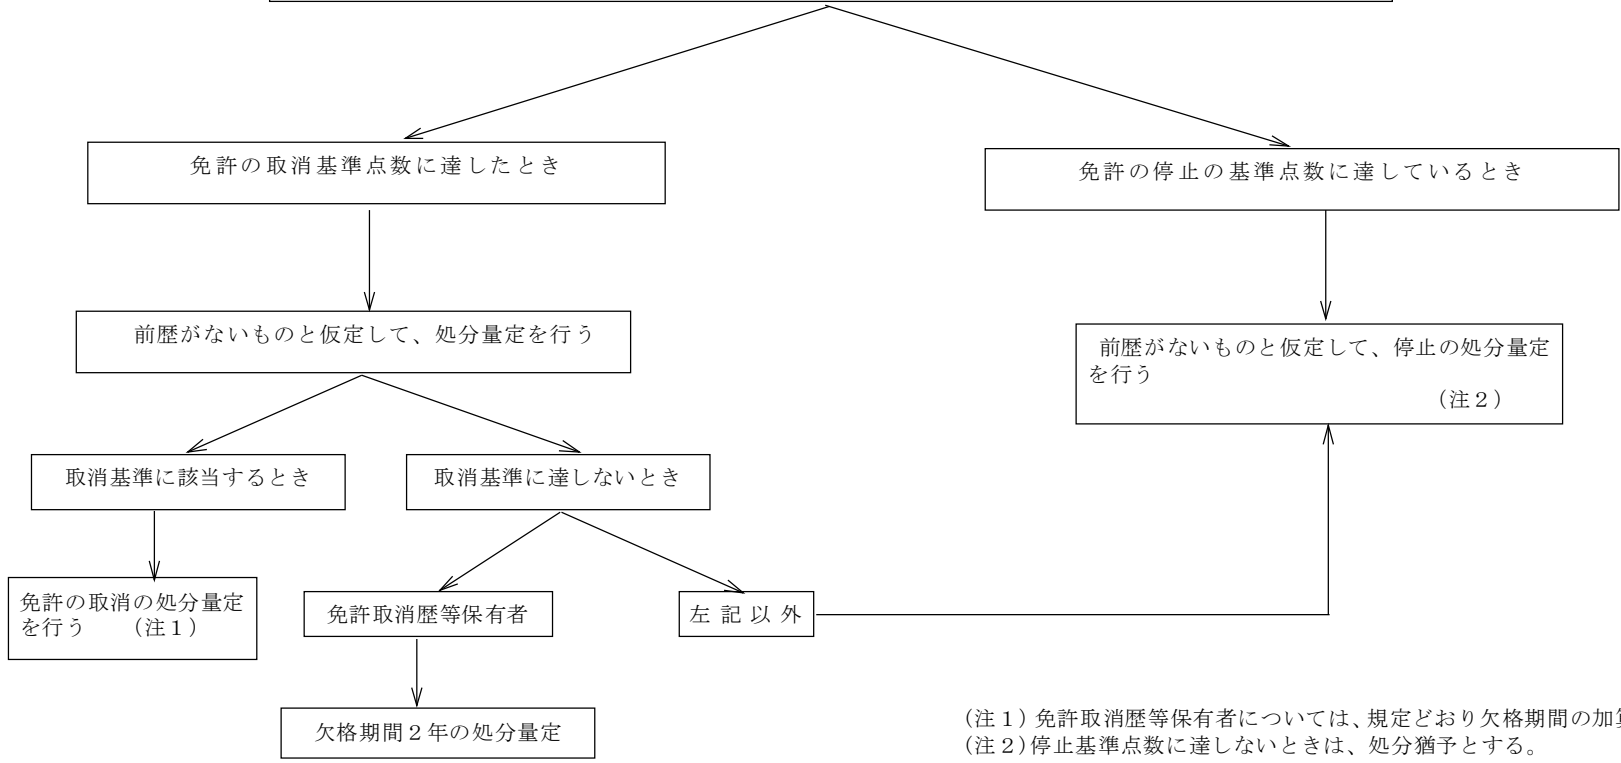 免許の取消基準点数に達したとき
免許の停止の基準点数に達しているとき
前歴がないものと仮定して、処分量定を行う
前歴がないものと仮定して、停止の処分量定
を行う
（注２）
取消基準に該当するとき
取消基準に達しないとき
免許の取消の処分量定
を行う　（注１）
免許取消歴等保有者
左記以外
欠格期間２年の処分量定
（注１）免許取消歴等保有者については、規定どおり欠格期間の加
（注２）停止基準点数に達しないときは、処分猶予とする。